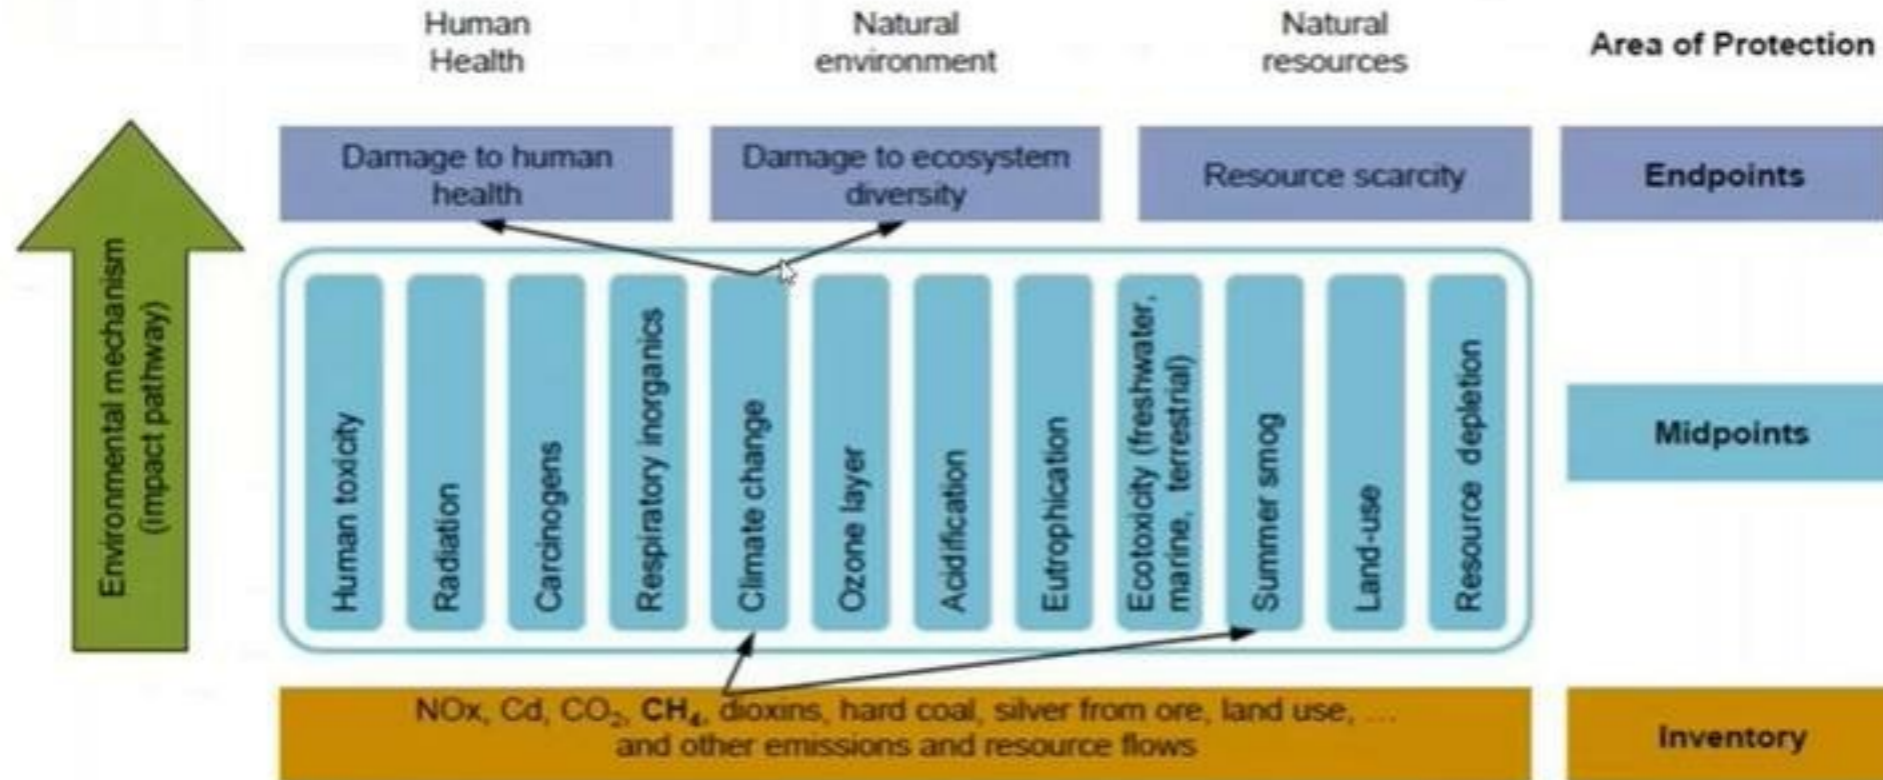 Human
Health
Natural
environment
Natural
resources
Area of Protection
Damage to human
health
Damage to ecosystem
diversity
Resource scarcity
Endpoints
Environmental mechanism
(impact pathway)
Human toxicity
Radiation
Carcinogens
Respiratory inorganics
Climate change
Ozone layer
Acidification
Eutrophication
Ecotoxicity (freshwater,
marine, terrestrial)
Summer smog
Land-use
Resource depletion
Midpoints
NOx, Cd, CO₂, CH₄, dioxins, hard coal, silver from ore, land use, ...
and other emissions and resource flows
Inventory